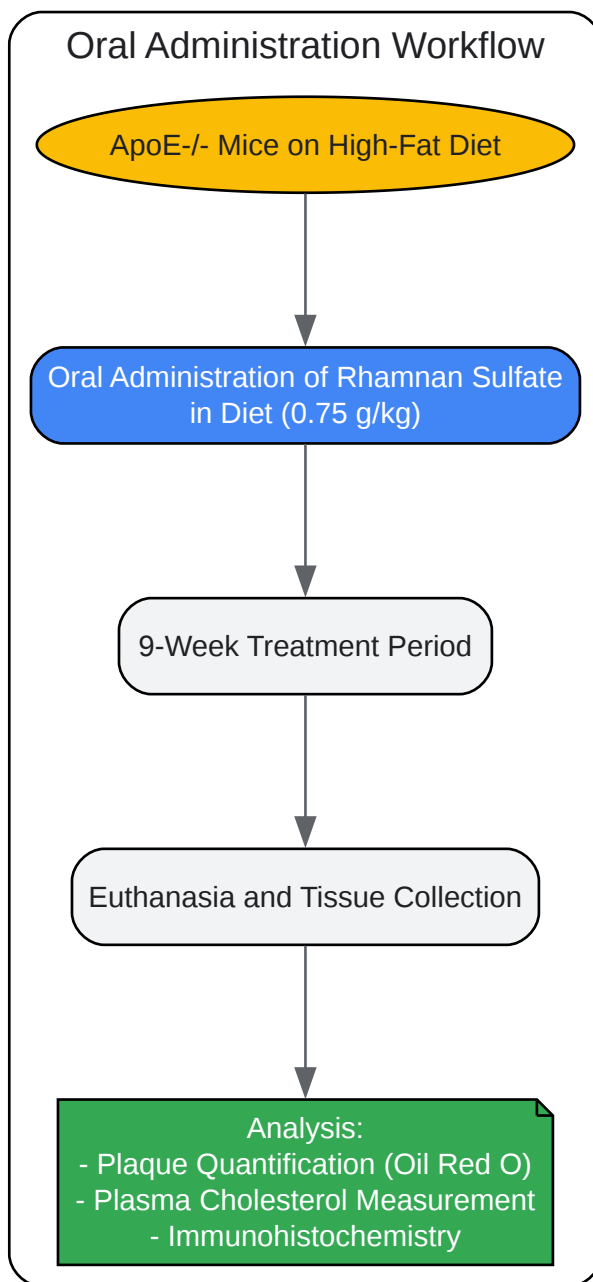 Oral Administration Workflow
ApoE-/- Mice on High-Fat Diet
Oral Administration of Rhamnan Sulfate
in Diet (0.75 g/kg)
9-Week Treatment Period
Euthanasia and Tissue Collection
Analysis:
- Plaque Quantification (Oil Red O)
- Plasma Cholesterol Measurement
- Immunohistochemistry